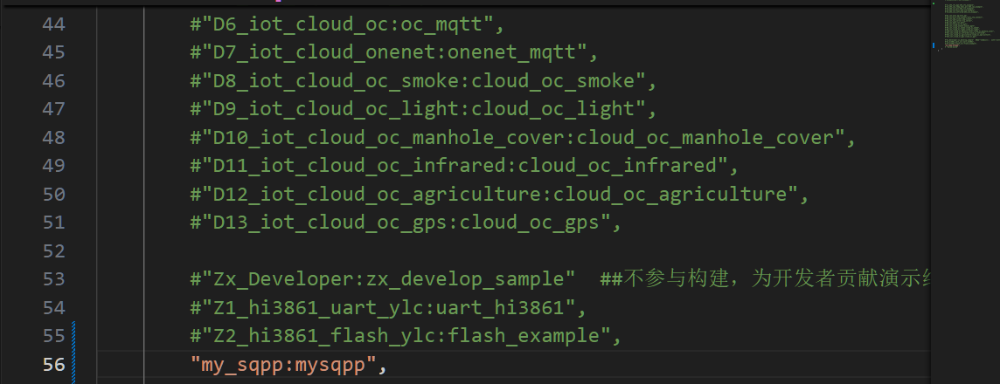 44 #"D6_iot_cloud_oc:oc_mqtt",
45 #"D7_iot_cloud_onenet:onenet_mqtt",
46 #"D8_iot_cloud_oc_smoke:cloud_oc_smoke",
47 #"D9_iot_cloud_oc_light:cloud_oc_light",
48 #"D10_iot_cloud_oc_manhole_cover:cloud_oc_manhole_cover",
49 #"D11_iot_cloud_oc_infrared:cloud_oc_infrared",
50 #"D12_iot_cloud_oc_agriculture:cloud_oc_agriculture",
51 #"D13_iot_cloud_oc_gps:cloud_oc_gps",
52
53 #"Zx_Developer:zx_develop_sample" ##不参与构建，为开发者贡献演示
54 #"Z1_hi3861_uart_ylc:uart_hi3861",
55 #"Z2_hi3861_flash_ylc:flash_example",
56 "my_sqpp:mysqpp",